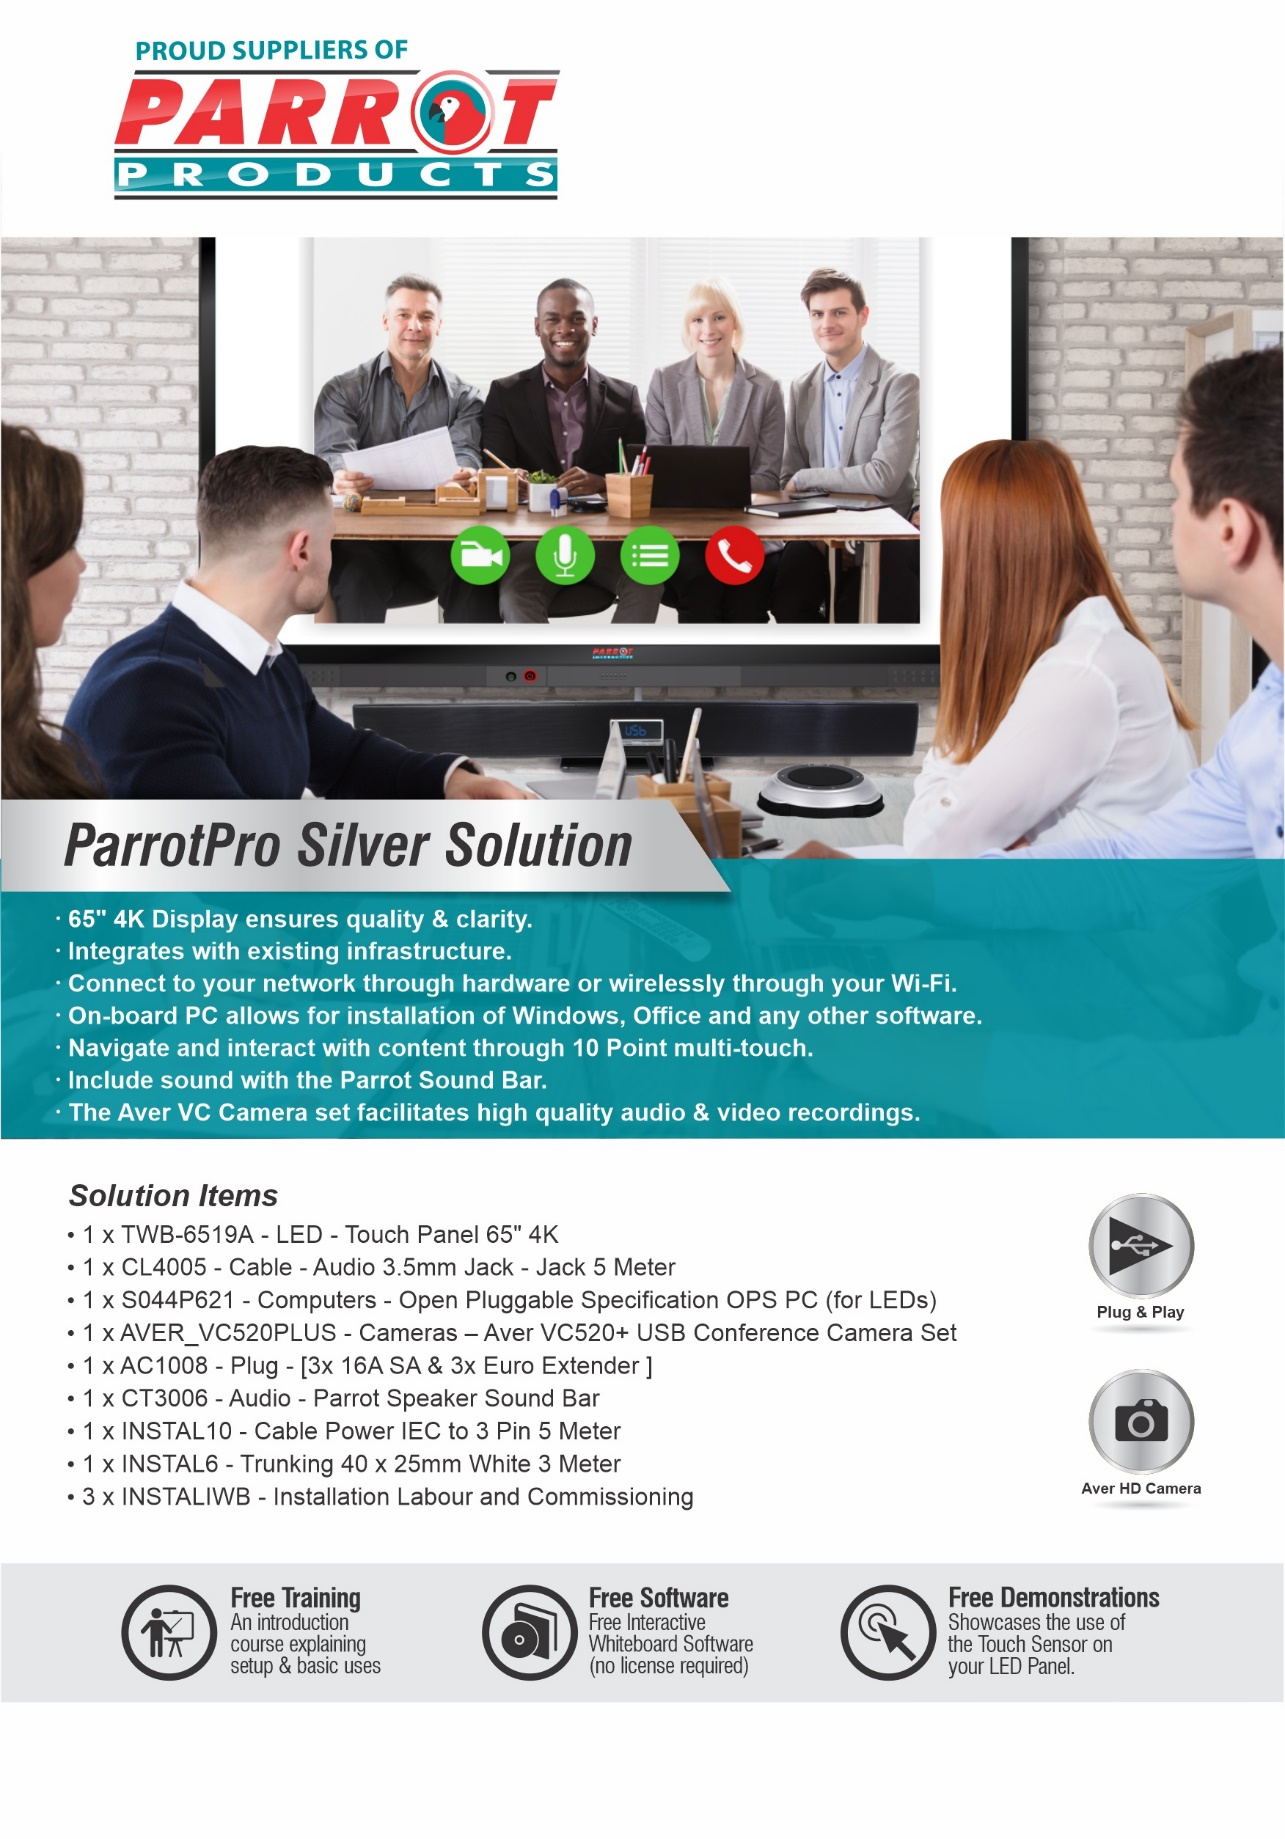 PROUD SUPPLIERS OF
PARROT
PRODUCTS
PARROT
USb
ParrotPro Silver Solution
· 65" 4K Display ensures quality & clarity.
· Integrates with existing infrastructure.
· Connect to your network through hardware or wirelessly through your Wi-Fi.
· On-board PC allows for installation of Windows, Office and any other software.
· Navigate and interact with content through 10 Point multi-touch.
· Include sound with the Parrot Sound Bar.
· The Aver VC Camera set facilitates high quality audio & video recordings.
Solution Items
• 1 x TWB-6519A - LED - Touch Panel 65" 4K
• 1 x CL4005 - Cable - Audio 3.5mm Jack - Jack 5 Meter
• 1 x S044P621 - Computers - Open Pluggable Specification OPS PC (for LEDs)
• 1 x AVER_VC520PLUS - Cameras – Aver VC520+ USB Conference Camera Set
• 1 x AC1008 - Plug - [3x 16A SA & 3x Euro Extender ]
• 1 x CT3006 - Audio - Parrot Speaker Sound Bar
• 1 x INSTAL10 - Cable Power IEC to 3 Pin 5 Meter
• 1 x INSTAL6 - Trunking 40 x 25mm White 3 Meter
• 3 x INSTALIWB - Installation Labour and Commissioning
Plug & Play
Aver HD Camera
Free Training
An introduction
course explaining
setup & basic uses
Free Software
Free Interactive
Whiteboard Software
(no license required)
Free Demonstrations
Showcases the use of
the Touch Sensor on
your LED Panel.